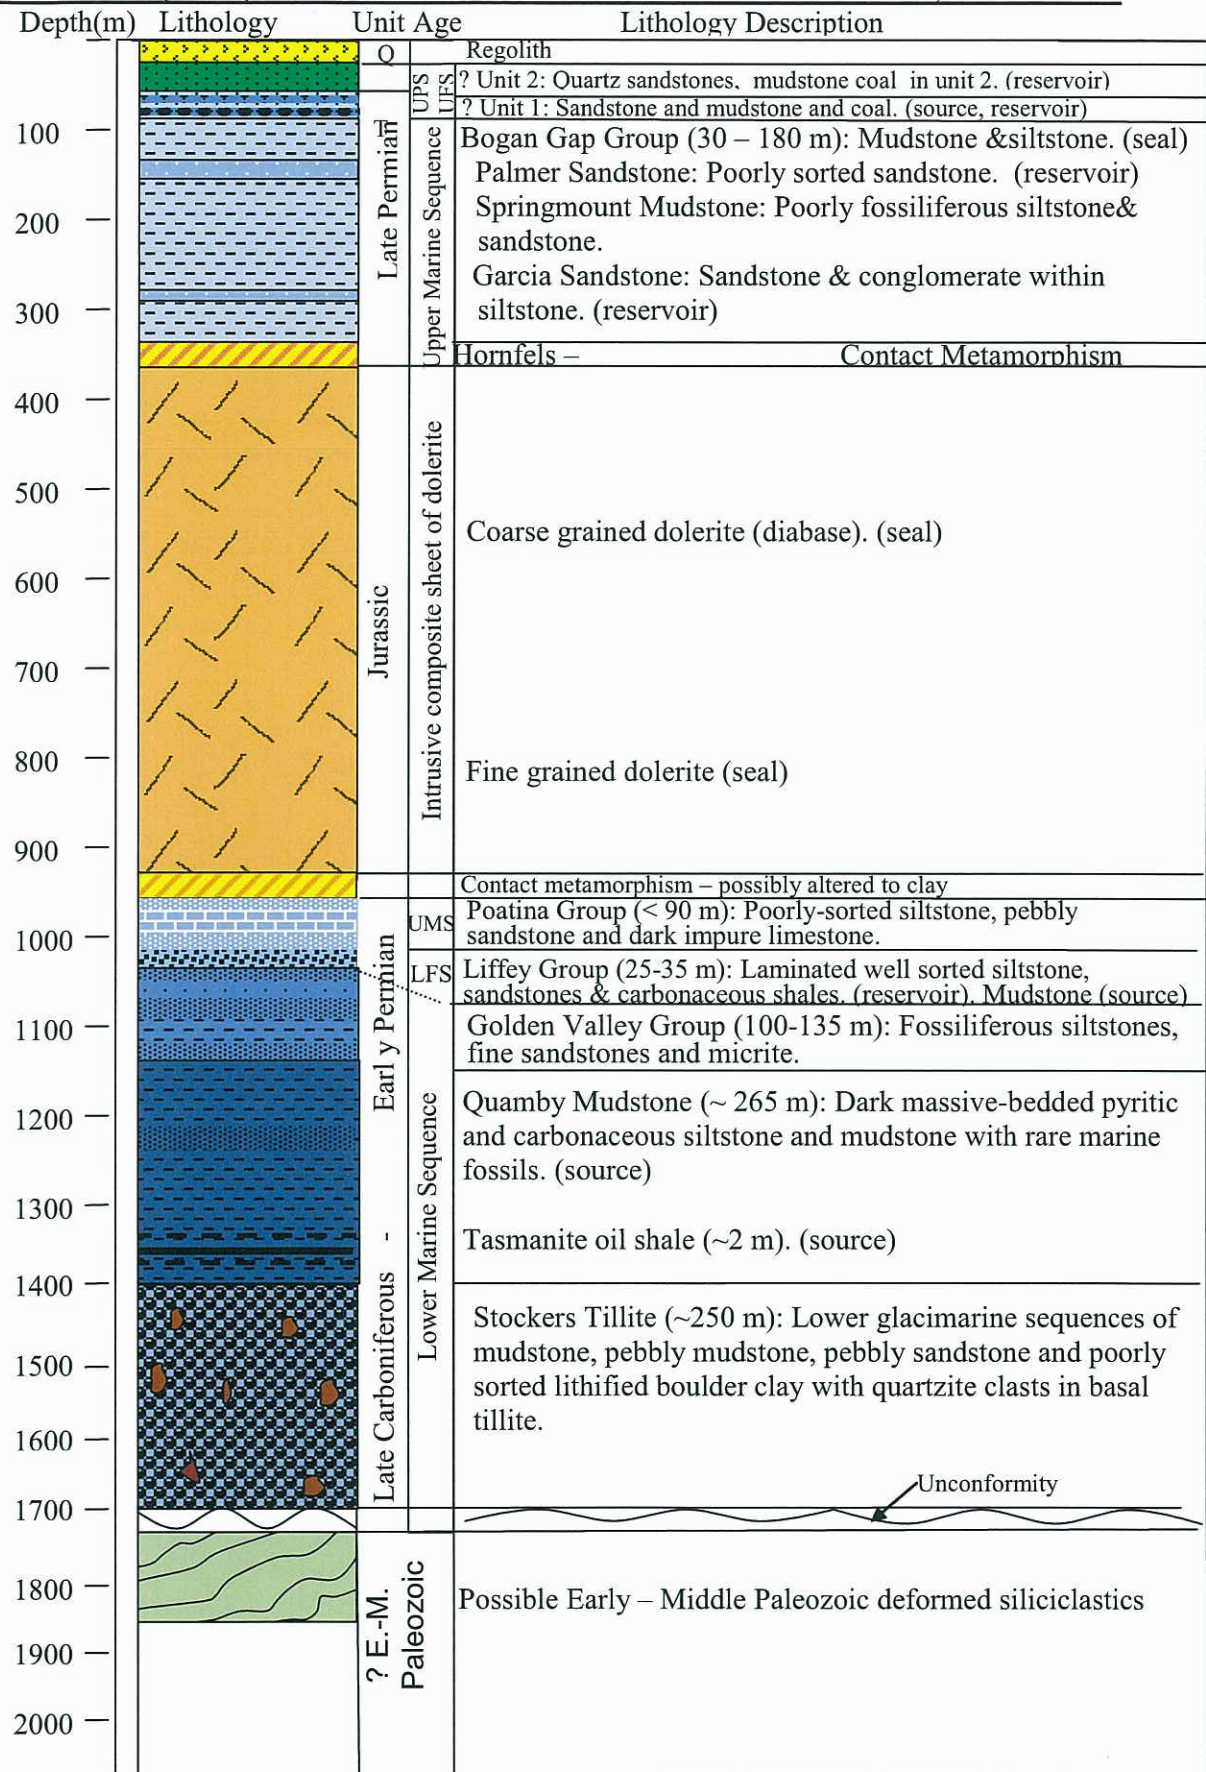 Depth(m) Lithology Unit Age Lithology Description
Q
Regolith
UPS
UFS
? Unit 2: Quartz sandstones, mudstone coal in unit 2. (reservoir)
? Unit 1: Sandstone and mudstone and coal. (source, reservoir)
100
200
300
Late Permian
Upper Marine Sequence
Bogan Gap Group (30 – 180 m): Mudstone &siltstone. (seal)
Palmer Sandstone: Poorly sorted sandstone. (reservoir)
Springmount Mudstone: Poorly fossiliferous siltstone&
sandstone.
Garcia Sandstone: Sandstone & conglomerate within
siltstone. (reservoir)
Hornfels – Contact Metamorphism
400
500
600
700
800
900
Jurassic
Intrusive composite sheet of dolerite
Coarse grained dolerite (diabase). (seal)
Fine grained dolerite (seal)
Contact metamorphism – possibly altered to clay
UMS
Poatina Group (< 90 m): Poorly-sorted siltstone, pebbly
sandstone and dark impure limestone.
1000
LFS
Liffey Group (25-35 m): Laminated well sorted siltstone,
sandstones & carbonaceous shales. (reservoir). Mudstone (source)
1100
1200
1300
1400
1500
1600
1700
Late Carboniferous - Earl y Permian
Lower Marine Sequence
Golden Valley Group (100-135 m): Fossiliferous siltstones,
fine sandstones and micrite.
Quamby Mudstone (~ 265 m): Dark massive-bedded pyritic
and carbonaceous siltstone and mudstone with rare marine
fossils. (source)
Tasmanite oil shale (~2 m). (source)
Stockers Tillite (~250 m): Lower glacimarine sequences of
mudstone, pebbly mudstone, pebbly sandstone and poorly
sorted lithified boulder clay with quartzite clasts in basal
tillite.
Unconformity
1800
1900
2000
? E.-M.
Paleozoic
Possible Early – Middle Paleozoic deformed siliciclastics